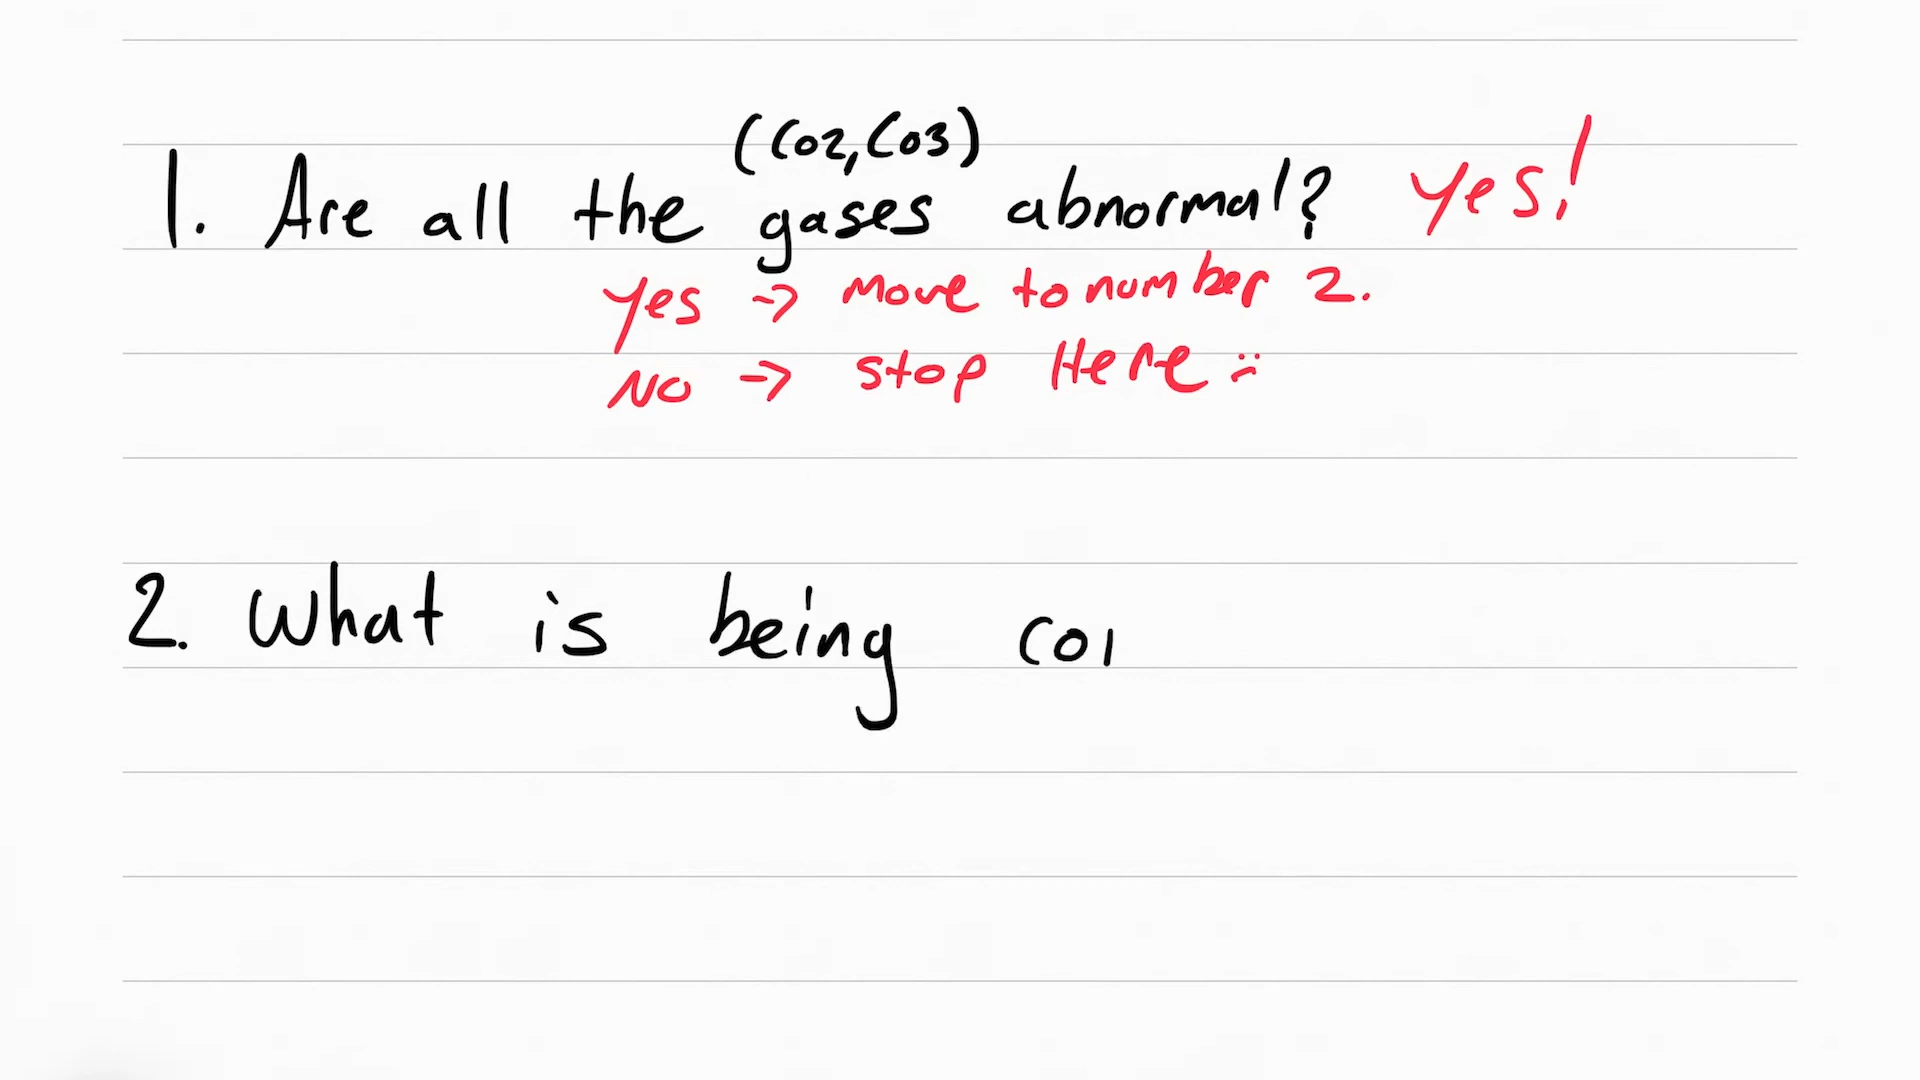 (CO2, CO3)
1. Are all the gases abnormal? yes!
yes -> move to number 2.
NO -> stop Here :(
2. What is being co